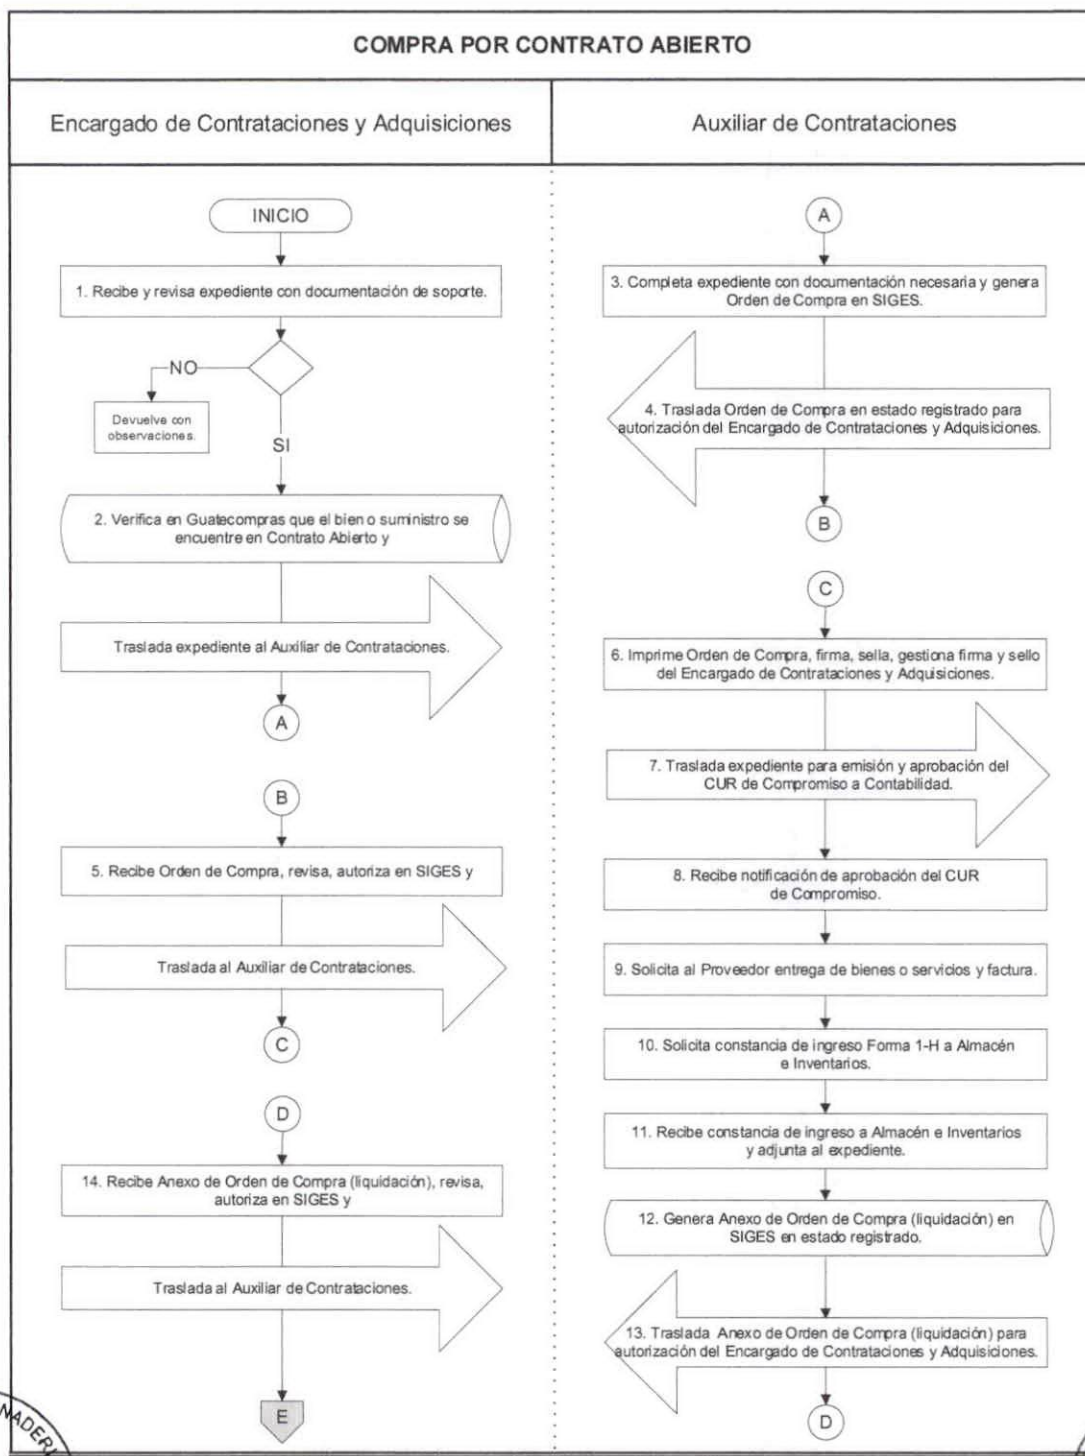 COMPRA POR CONTRATO ABIERTO
Encargado de Contrataciones y Adquisiciones
Auxiliar de Contrataciones
INICIO
1. Recibe y revisa expediente con documentación de soporte.
NO
Devuelve con
observaciones.
SI
2. Verifica en Guatecompras que el bien o suministro se
encuentre en Contrato Abierto y
Traslada expediente al Auxiliar de Contrataciones.
A
B
5. Recibe Orden de Compra, revisa, autoriza en SIGES y
Traslada al Auxiliar de Contrataciones.
C
D
14. Recibe Anexo de Orden de Compra (liquidación), revisa,
autoriza en SIGES y
Traslada al Auxiliar de Contrataciones.
E
A
3. Completa expediente con documentación necesaria y genera
Orden de Compra en SIGES.
4. Traslada Orden de Compra en estado registrado para
autorización del Encargado de Contrataciones y Adquisiciones.
B
C
6. Imprime Orden de Compra, firma, sella, gestiona firma y sello
del Encargado de Contrataciones y Adquisiciones.
7. Traslada expediente para emisión y aprobación del
CUR de Compromiso a Contabilidad.
8. Recibe notificación de aprobación del CUR
de Compromiso.
9. Solicita al Proveedor entrega de bienes o servicios y factura.
10. Solicita constancia de ingreso Forma 1-H a Almacén
e Inventarios.
11. Recibe constancia de ingreso a Almacén e Inventarios
y adjunta al expediente.
12. Genera Anexo de Orden de Compra (liquidación) en
SIGES en estado registrado.
13. Traslada Anexo de Orden de Compra (liquidación) para
autorización del Encargado de Contrataciones y Adquisiciones.
D